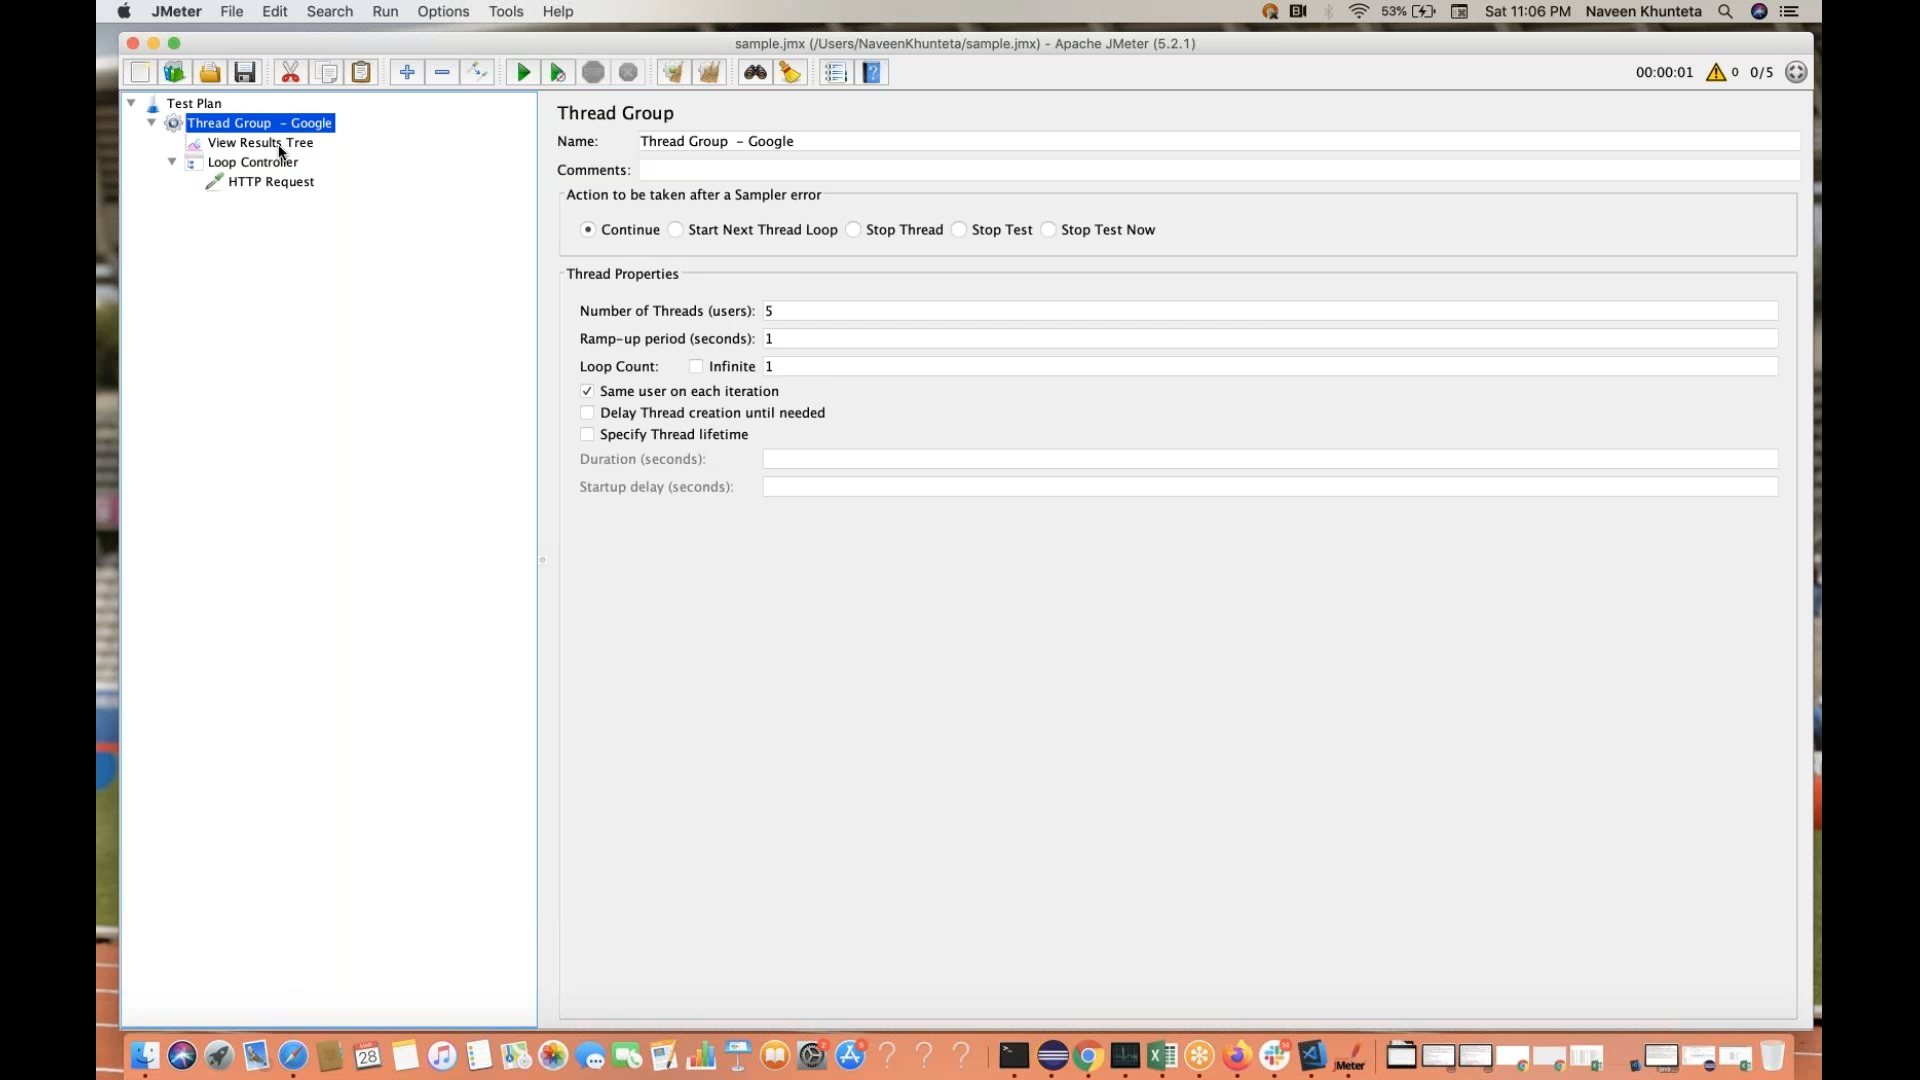 JMeter File Edit Search Run Options Tools Help 53% Sat 11:06 PM Naveen Khunteta
sample.jmx (/Users/NaveenKhunteta/sample.jmx) - Apache JMeter (5.2.1)
00:00:01 0 0/5
Test Plan
Thread Group - Google
View Results Tree
Loop Controller
HTTP Request
Thread Group
Name: Thread Group - Google
Comments:
Action to be taken after a Sampler error
Continue Start Next Thread Loop Stop Thread Stop Test Stop Test Now
Thread Properties
Number of Threads (users): 5
Ramp-up period (seconds): 1
Loop Count: Infinite 1
Same user on each iteration
Delay Thread creation until needed
Specify Thread lifetime
Duration (seconds):
Startup delay (seconds):
28
JMeter